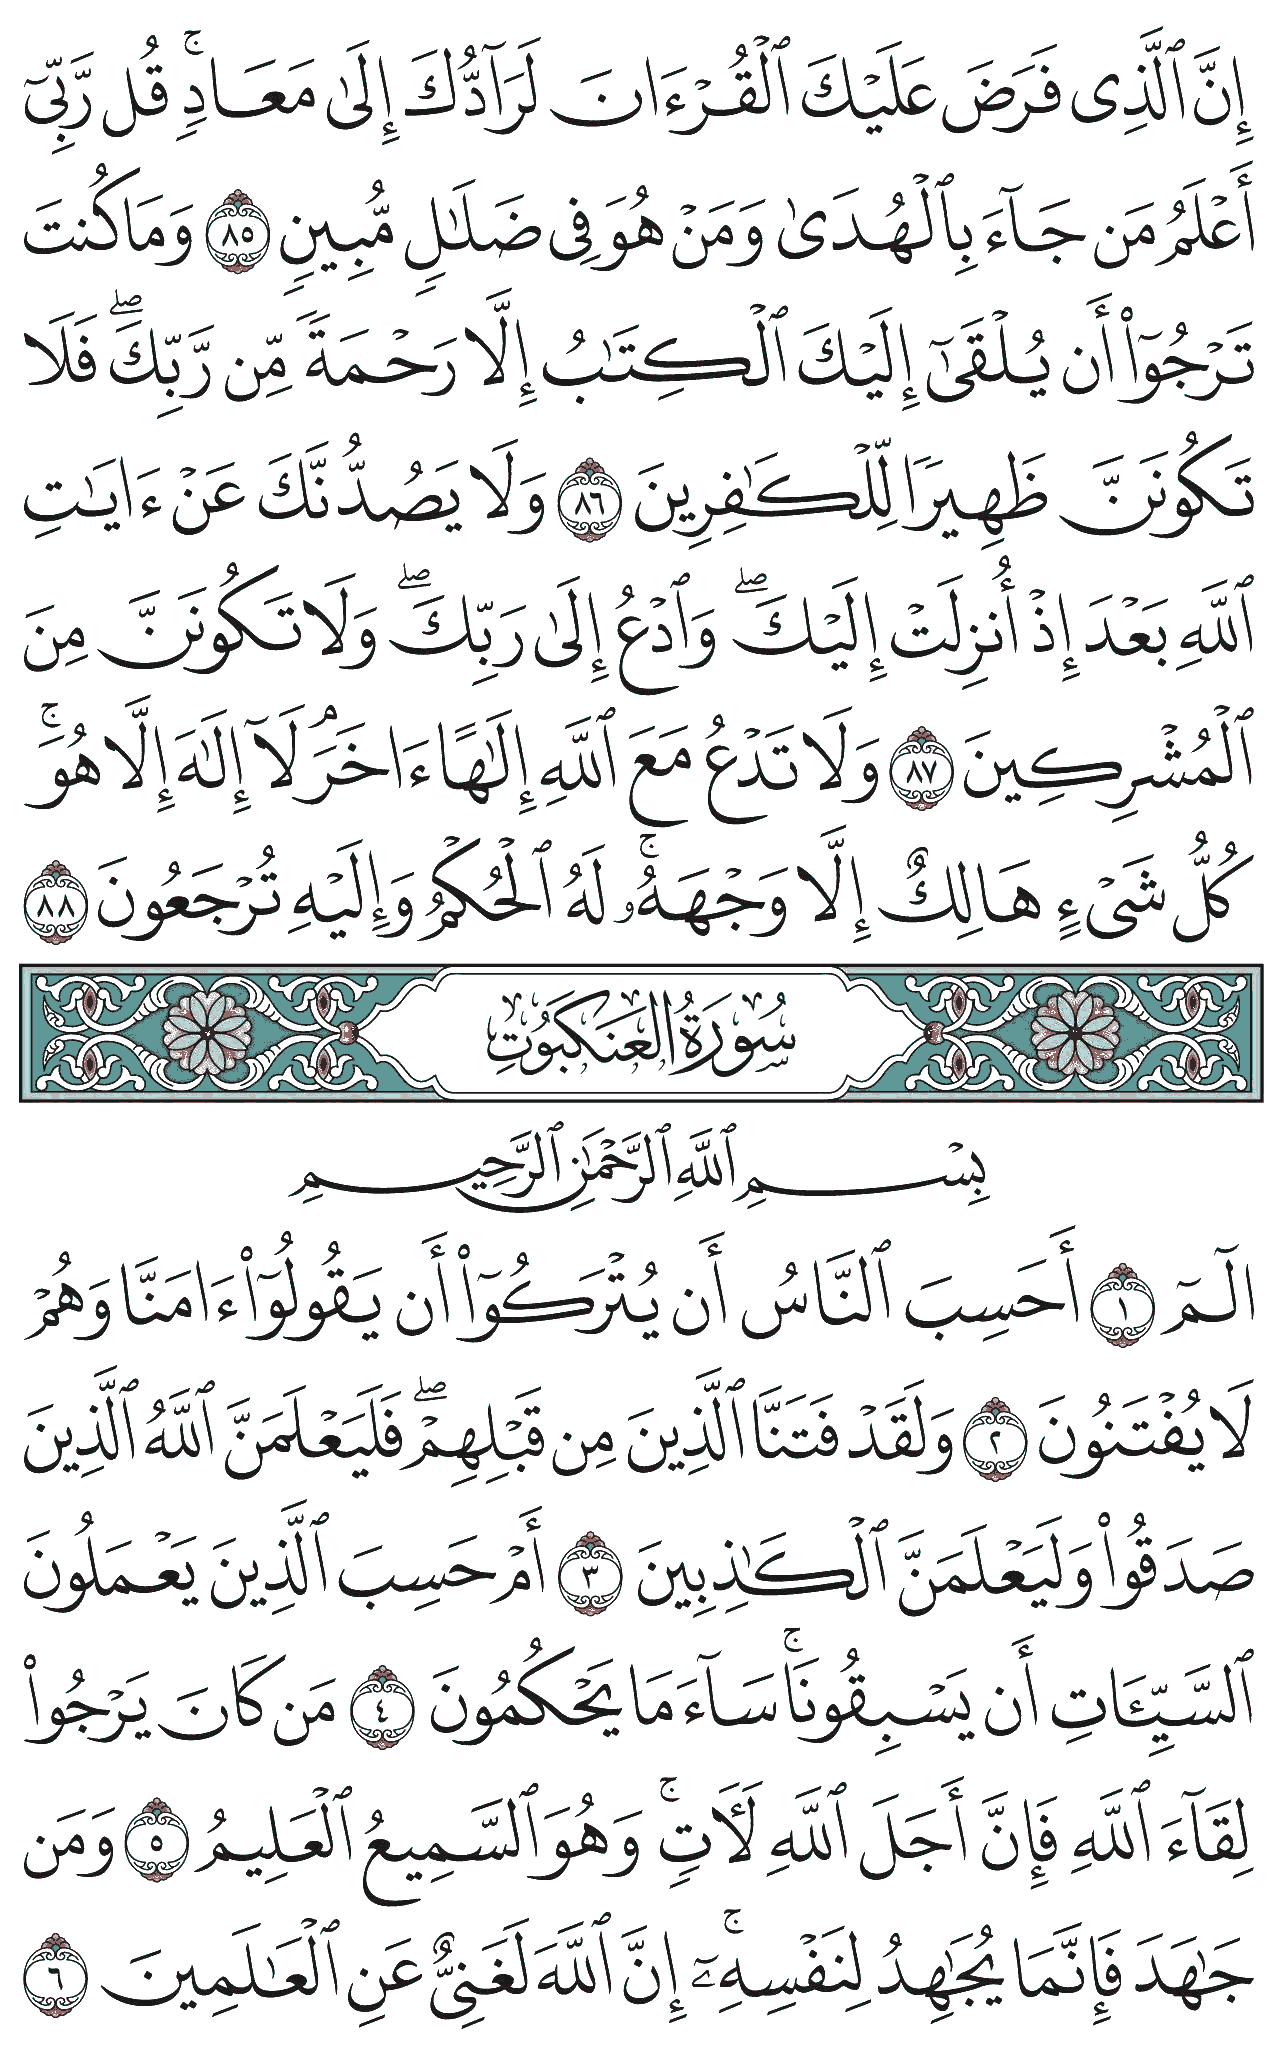 إِنَّ ٱلَّذِى فَرَضَ عَلَيْكَ ٱلْقُرْءَانَ لَرَآدُّكَ إِلَىٰ مَعَادٍۢ ۚ قُل رَّبِّىٓ
أَعْلَمُ مَن جَآءَ بِٱلْهُدَىٰ وَمَنْ هُوَ فِى ضَلَـٰلٍۢ مُّبِينٍۢ ٨٥ وَمَا كُنتَ
تَرْجُوٓا۟ أَن يُلْقَىٰٓ إِلَيْكَ ٱلْكِتَـٰبُ إِلَّا رَحْمَةًۭ مِّن رَّبِّكَ ۖ فَلَا
تَكُونَنَّ ظَهِيرًۭا لِّلْكَـٰفِرِينَ ٨٦ وَلَا يَصُدُّنَّكَ عَنْ ءَايَـٰتِ
ٱللَّهِ بَعْدَ إِذْ أُنزِلَتْ إِلَيْكَ ۖ وَٱدْعُ إِلَىٰ رَبِّكَ ۖ وَلَا تَكُونَنَّ مِنَ
ٱلْمُشْرِكِينَ ٨٧ وَلَا تَدْعُ مَعَ ٱللَّهِ إِلَـٰهًا ءَاخَرَ ۘ لَآ إِلَـٰهَ إِلَّا هُوَ ۚ
كُلُّ شَىْءٍ هَالِكٌ إِلَّا وَجْهَهُۥ ۚ لَهُ ٱلْحُكْمُ وَإِلَيْهِ تُرْجَعُونَ ٨٨
سُورَةُ العَنكَبُوتِ
بِسْمِ ٱللَّهِ ٱلرَّحْمَـٰنِ ٱلرَّحِيمِ
الٓمٓ ١ أَحَسِبَ ٱلنَّاسُ أَن يُتْرَكُوٓا۟ أَن يَقُولُوٓا۟ ءَامَنَّا وَهُمْ
لَا يُفْتَنُونَ ٢ وَلَقَدْ فَتَنَّا ٱلَّذِينَ مِن قَبْلِهِمْ ۖ فَلَيَعْلَمَنَّ ٱللَّهُ ٱلَّذِينَ
صَدَقُوا۟ وَلَيَعْلَمَنَّ ٱلْكَـٰذِبِينَ ٣ أَمْ حَسِبَ ٱلَّذِينَ يَعْمَلُونَ
ٱلسَّيِّـَٔاتِ أَن يَسْبِقُونَا ۚ سَآءَ مَا يَحْكُمُونَ ٤ مَن كَانَ يَرْجُوا۟
لِقَآءَ ٱللَّهِ فَإِنَّ أَجَلَ ٱللَّهِ لَـَٔاتٍۢ ۚ وَهُوَ ٱلسَّمِيعُ ٱلْعَلِيمُ ٥ وَمَن
جَـٰهَدَ فَإِنَّمَا يُجَـٰهِدُ لِنَفْسِهِۦٓ ۚ إِنَّ ٱللَّهَ لَغَنِىٌّ عَنِ ٱلْعَـٰلَمِينَ ٦